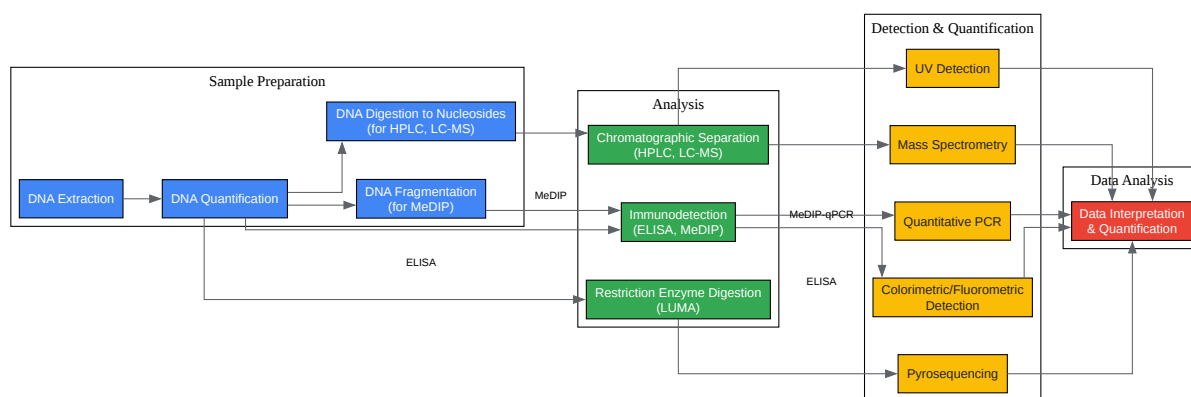 Sample Preparation
DNA Extraction
DNA Quantification
DNA Digestion to Nucleosides
(for HPLC, LC-MS)
DNA Fragmentation
(for MeDIP)
MeDIP
ELISA
Analysis
Chromatographic Separation
(HPLC, LC-MS)
Immunodetection
(ELISA, MeDIP)
Restriction Enzyme Digestion
(LUMA)
MeDIP-qPCR
ELISA
Detection & Quantification
UV Detection
Mass Spectrometry
Quantitative PCR
Colorimetric/Fluorometric
Detection
Pyrosequencing
Data Analysis
Data Interpretation
& Quantification